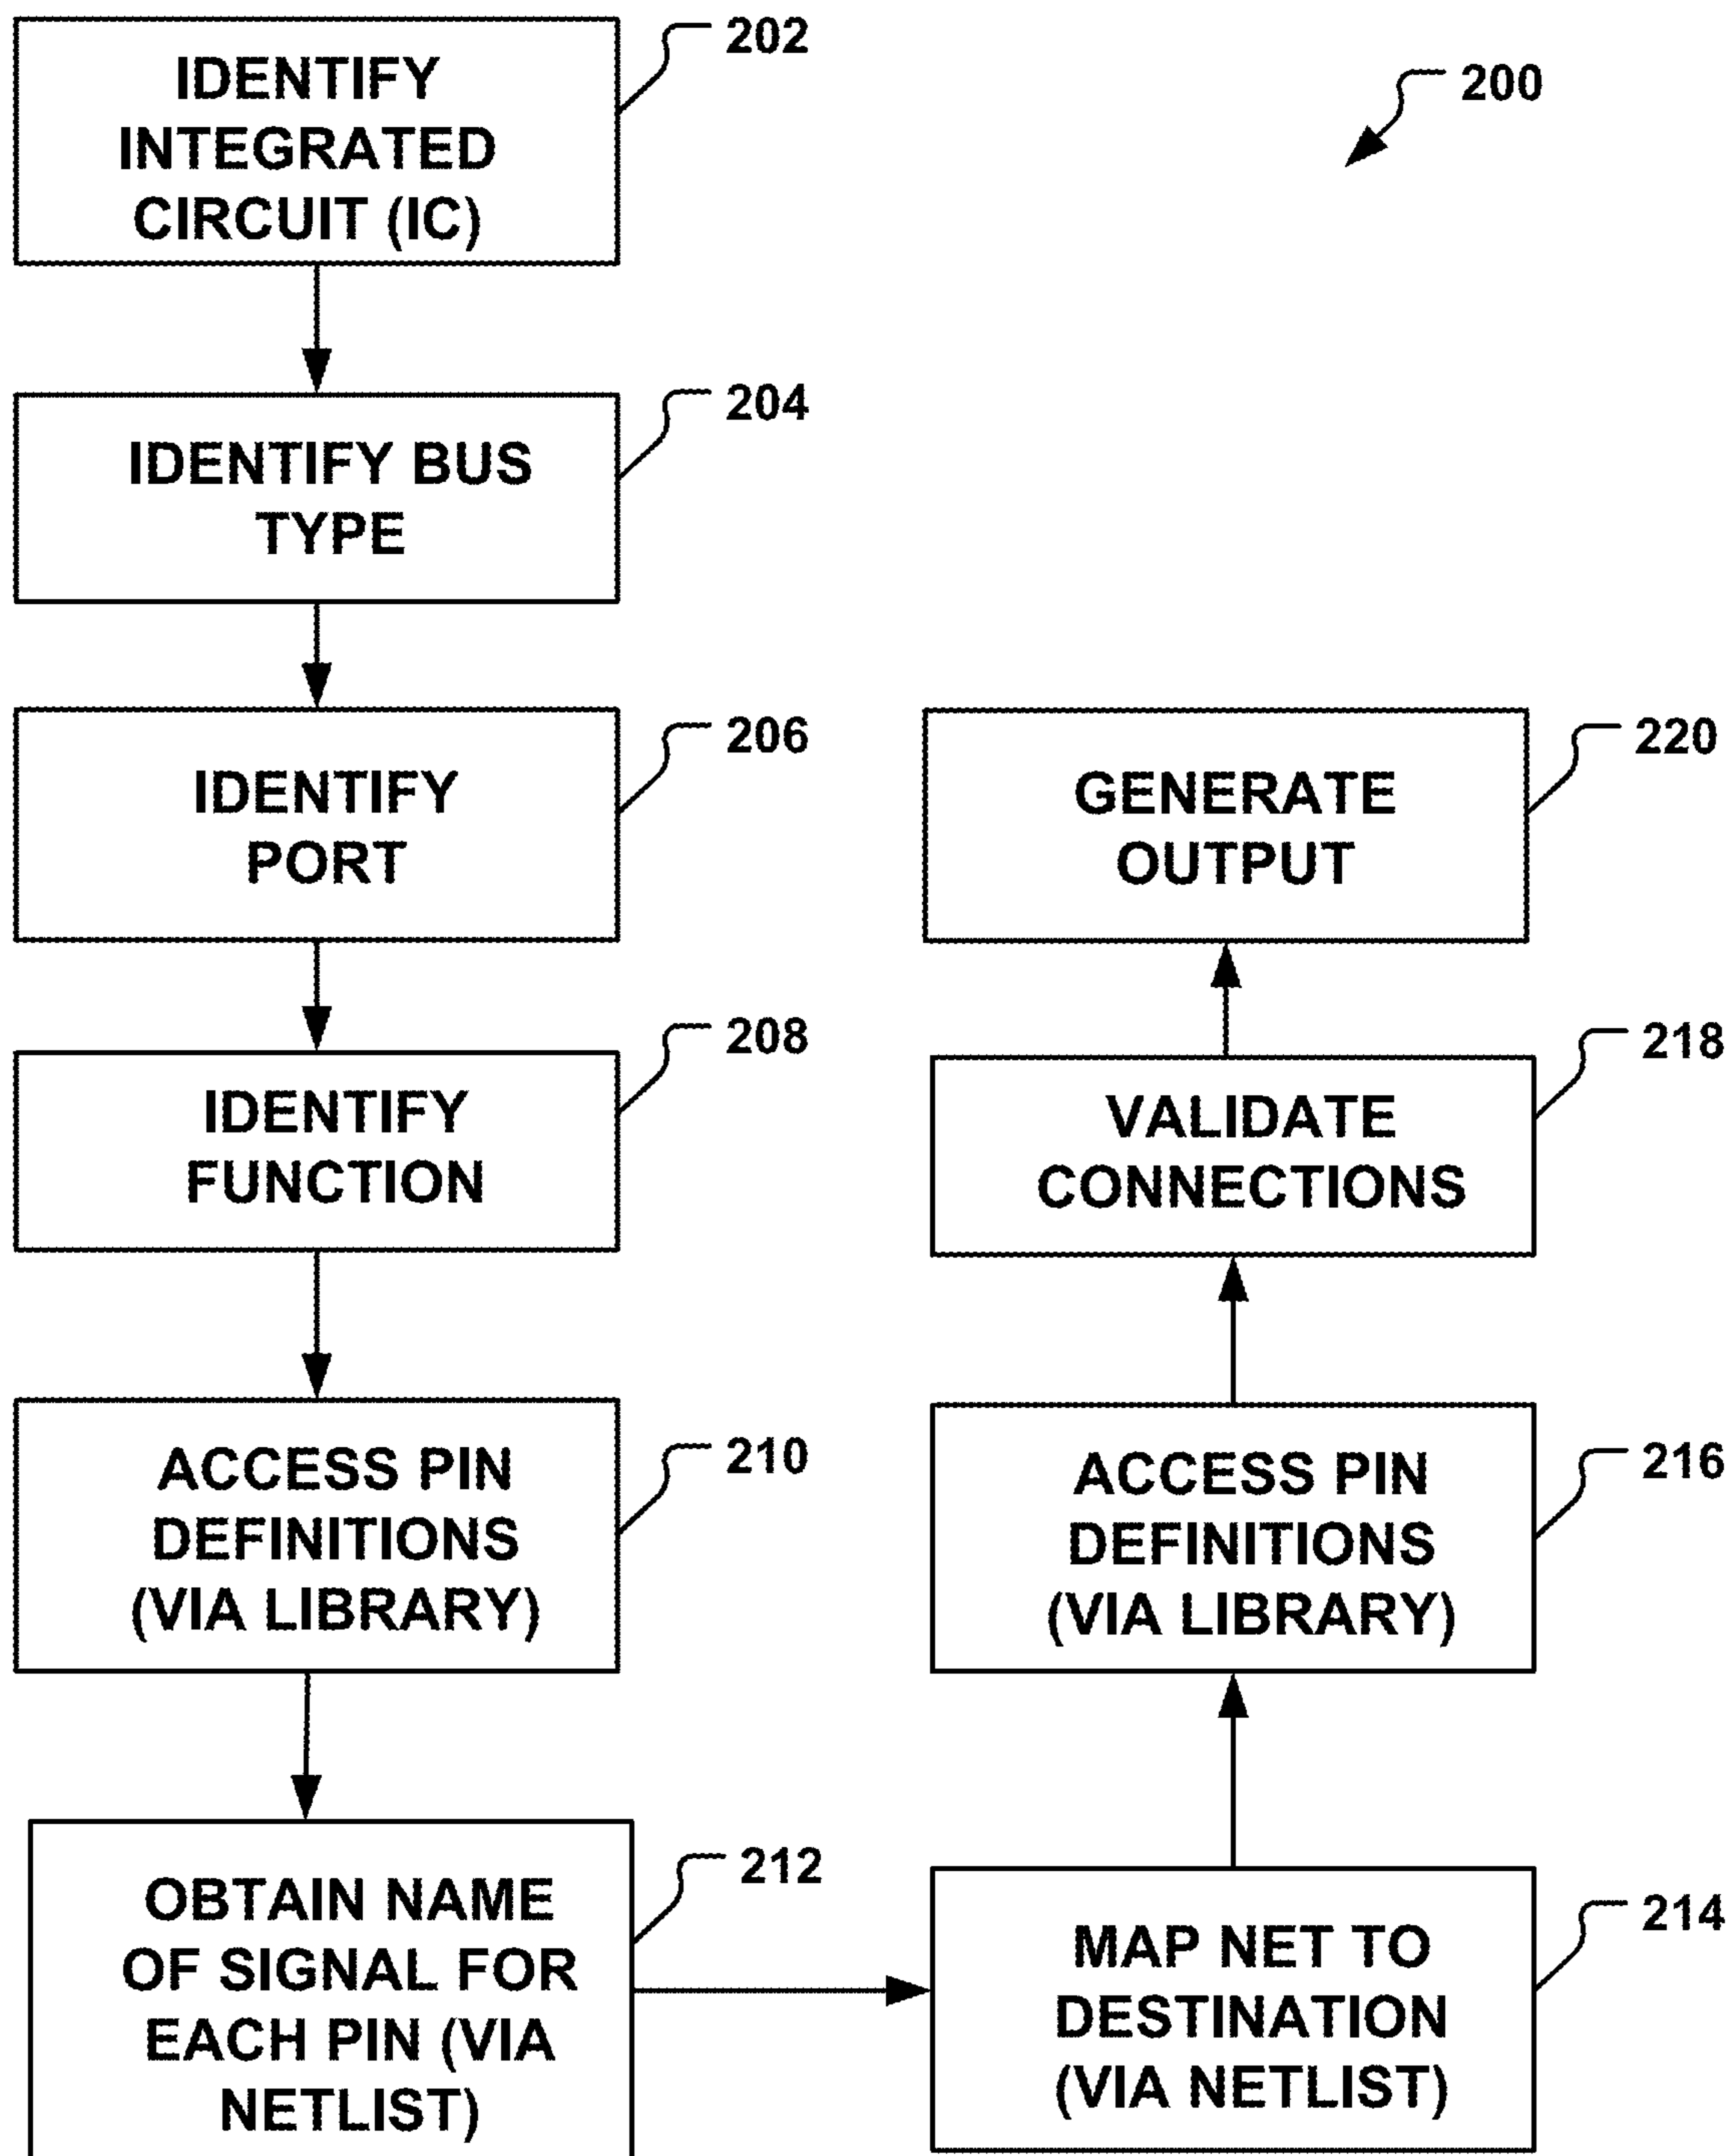 202
IDENTIFY
INTEGRATED
CIRCUIT (IC)
200
204
IDENTIFY BUS
TYPE
206
IDENTIFY
PORT
208
IDENTIFY
FUNCTION
210
ACCESS PIN
DEFINITIONS
(VIA LIBRARY)
212
OBTAIN NAME
OF SIGNAL FOR
EACH PIN (VIA
NETLIST)
214
MAP NET TO
DESTINATION
(VIA NETLIST)
216
ACCESS PIN
DEFINITIONS
(VIA LIBRARY)
218
VALIDATE
CONNECTIONS
220
GENERATE
OUTPUT